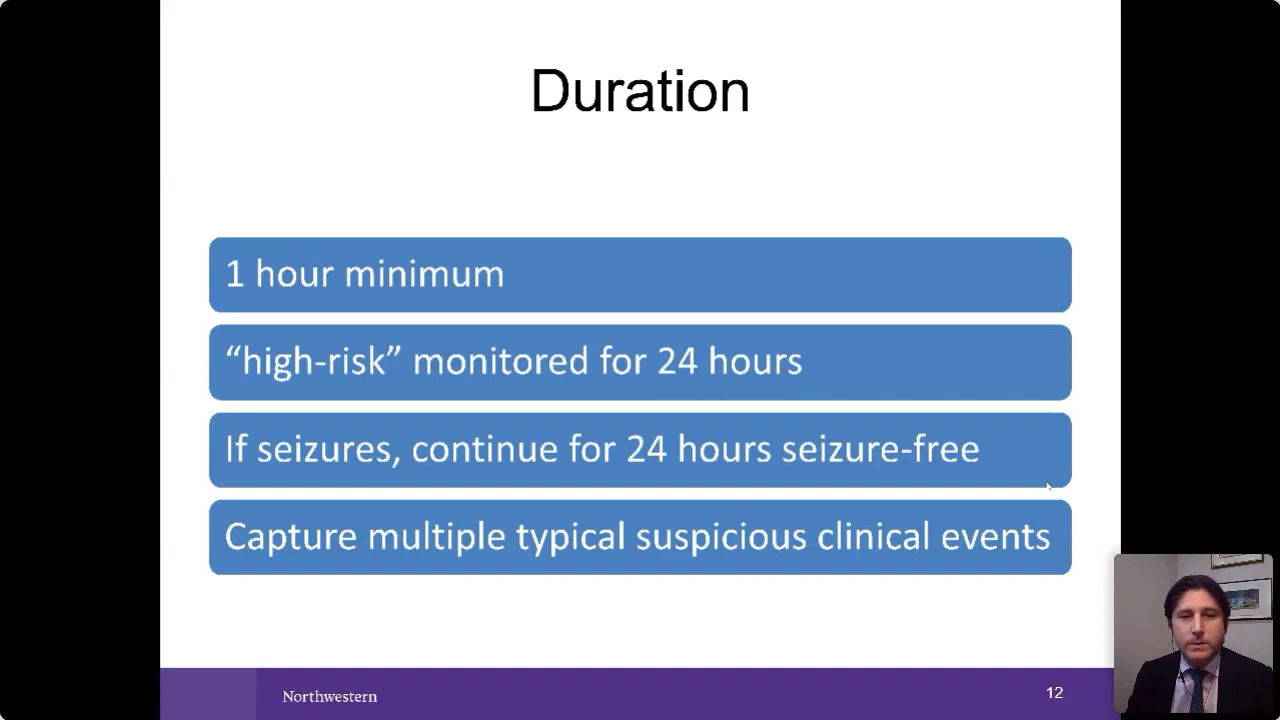 Duration
1 hour minimum
“high-risk” monitored for 24 hours
If seizures, continue for 24 hours seizure-free
Capture multiple typical suspicious clinical events
Northwestern
12